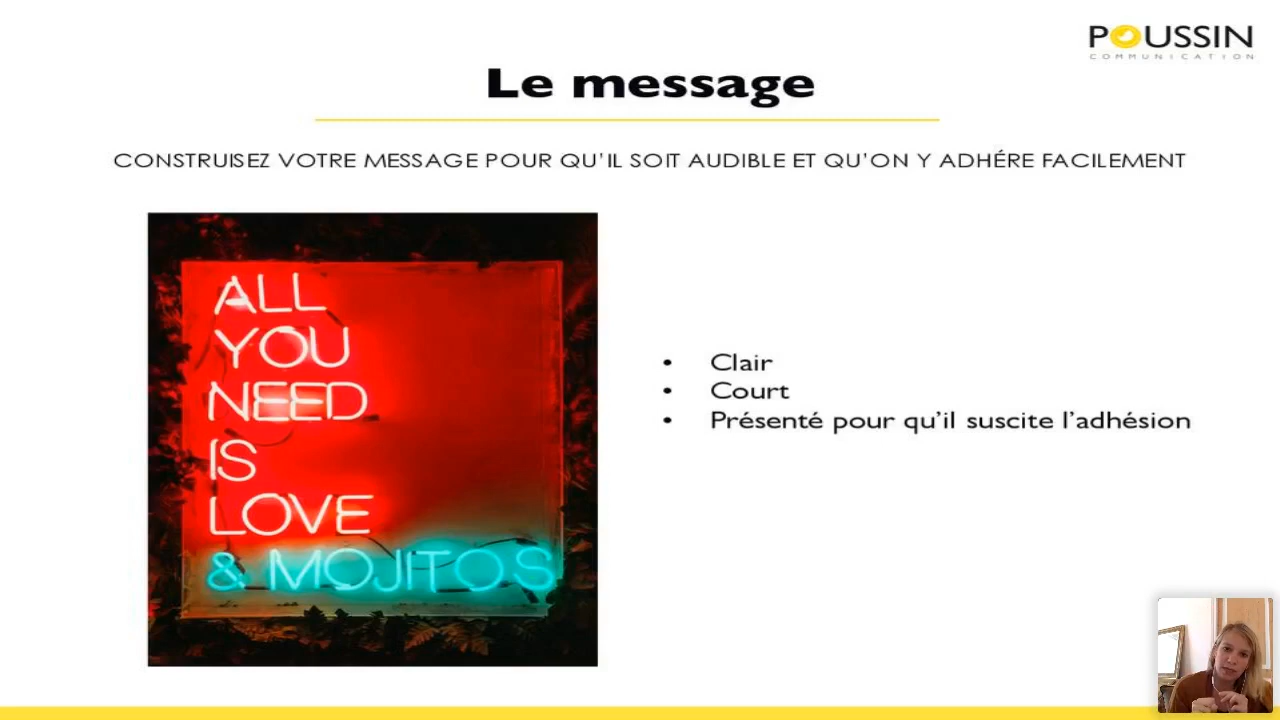 POUSSIN
COMMUNICATION
Le message
CONSTRUISEZ VOTRE MESSAGE POUR QU'IL SOIT AUDIBLE ET QU'ON Y ADHÉRE FACILEMENT
ALL
YOU
NEED
IS
LOVE
& MOJITOS
• Clair
• Court
• Présenté pour qu'il suscite l'adhésion